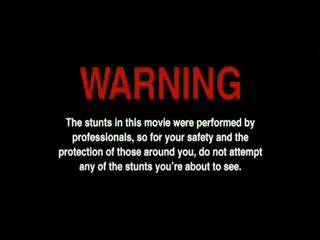 WARNING
The stunts in this movie were performed by
professionals, so for your safety and the
protection of those around you, do not attempt
any of the stunts you're about to see.